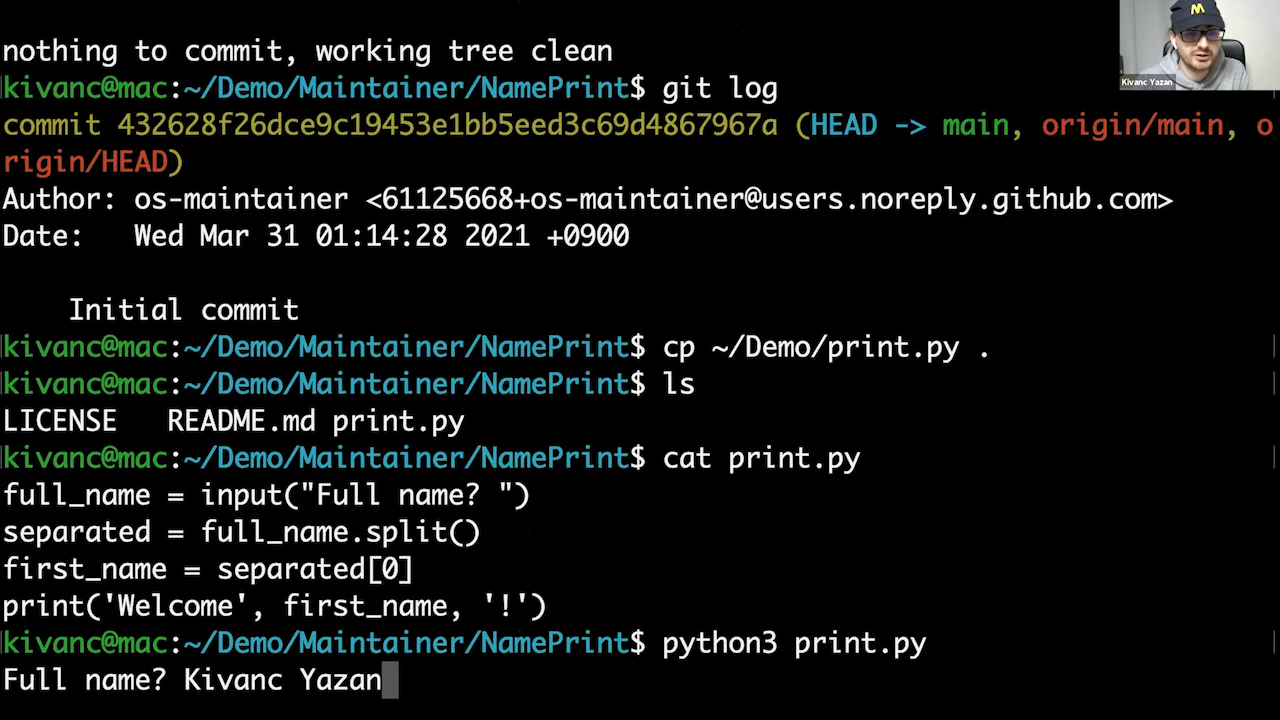 nothing to commit, working tree clean
kivanc@mac:~/Demo/Maintainer/NamePrint$ git log
commit 432628f26dce9c19453e1bb5eed3c69d4867967a (HEAD -> main, origin/main, o
rigin/HEAD)
Author: os-maintainer <61125668+os-maintainer@users.noreply.github.com>
Date:   Wed Mar 31 01:14:28 2021 +0900
    Initial commit
kivanc@mac:~/Demo/Maintainer/NamePrint$ cp ~/Demo/print.py .
kivanc@mac:~/Demo/Maintainer/NamePrint$ ls
LICENSE   README.md print.py
kivanc@mac:~/Demo/Maintainer/NamePrint$ cat print.py
full_name = input("Full name? ")
separated = full_name.split()
first_name = separated[0]
print('Welcome', first_name, '!')
kivanc@mac:~/Demo/Maintainer/NamePrint$ python3 print.py
Full name? Kivanc Yazan
M
Kivanc Yazan